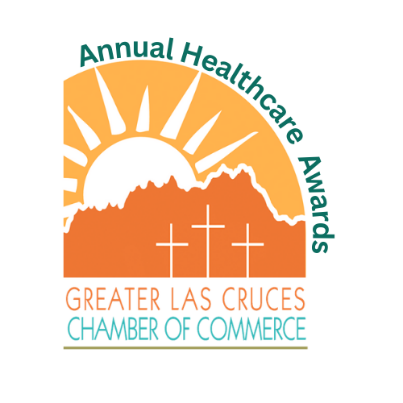 Annual Healthcare Awards
GREATER LAS CRUCES
CHAMBER OF COMMERCE